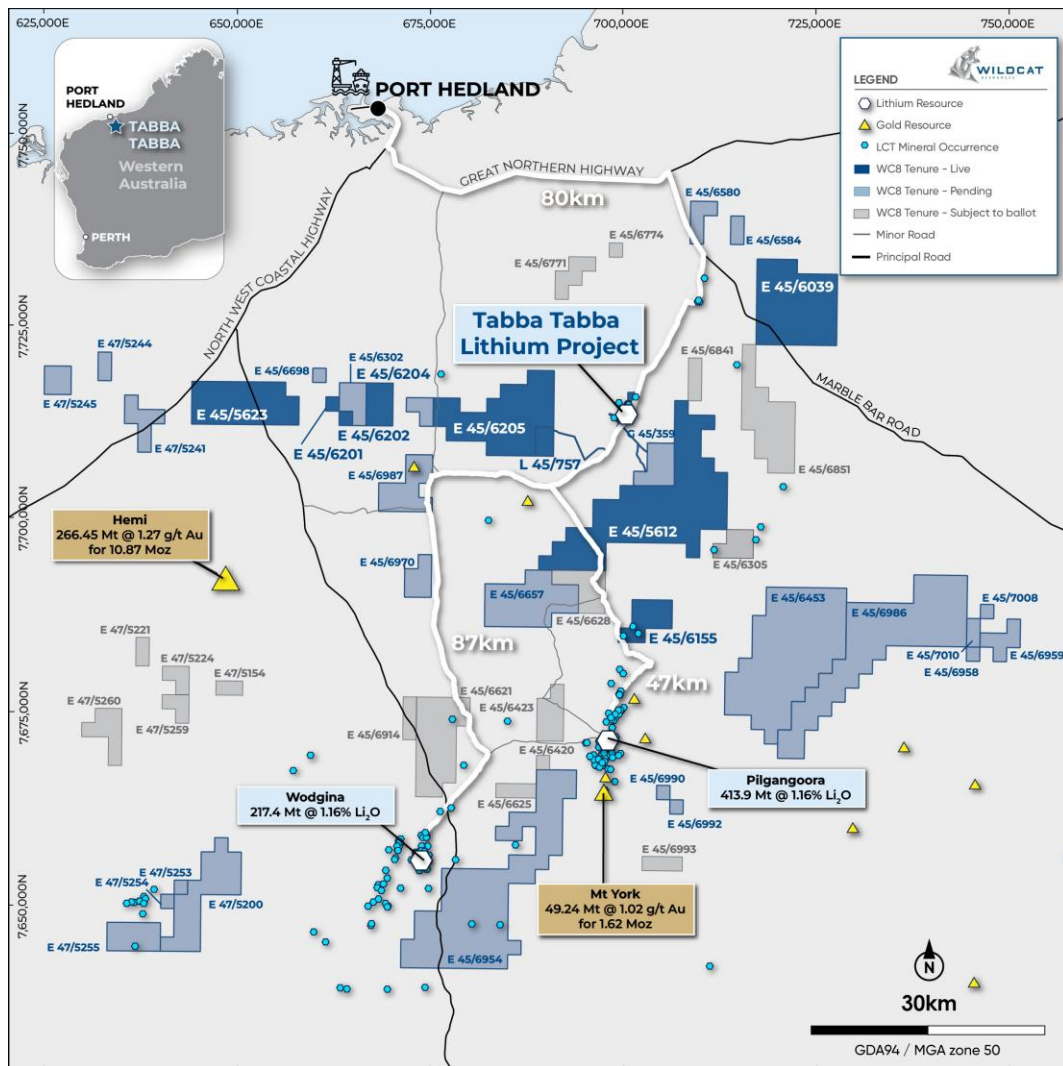 625,000E
650,000E
675,000E
700,000E
725,000E
750,000E
7,750,000N
7,725,000N
7,700,000N
7,675,000N
7,650,000N
PORT
HEDLAND
TABBA
TABBA
Western
Australia
PERTH
PORT HEDLAND
WILDCAT
RESOURCES
LEGEND
Lithium Resource
Gold Resource
LCT Mineral Occurrence
WC8 Tenure - Live
WC8 Tenure - Pending
WC8 Tenure - Subject to ballot
Minor Road
Principal Road
GREAT NORTHERN HIGHWAY
80km
NORTH WEST COASTAL HIGHWAY
MARBLE BAR ROAD
E 45/6580
E 45/6584
E 45/6774
E 45/6771
E 45/6039
Tabba Tabba
Lithium Project
E 47/5244
E 47/5245
E 47/5241
E 45/5623
E 45/6698
E 45/6302
E 45/6204
E 45/6202
E 45/6201
E 45/6205
E 45/6841
E 45/6851
G 45/359
L 45/757
E 45/6987
E 45/5612
E 45/6305
Hemi
266.45 Mt @ 1.27 g/t Au
for 10.87 Moz
E 45/6970
E 45/6657
E 45/6628
E 45/6155
E 45/6453
E 45/6986
E 45/7008
E 45/7010
E 45/6958
E 45/6959
87km
47km
E 47/5221
E 47/5224
E 47/5154
E 47/5260
E 47/5259
E 45/6621
E 45/6423
E 45/6914
E 45/6420
E 45/6625
E 45/6990
E 45/6992
E 45/6993
Wodgina
217.4 Mt @ 1.16% Li₂O
Pilgangoora
413.9 Mt @ 1.16% Li₂O
Mt York
49.24 Mt @ 1.02 g/t Au
for 1.62 Moz
E 47/5253
E 47/5254
E 47/5200
E 47/5255
E 45/6954
N
30km
GDA94 / MGA zone 50